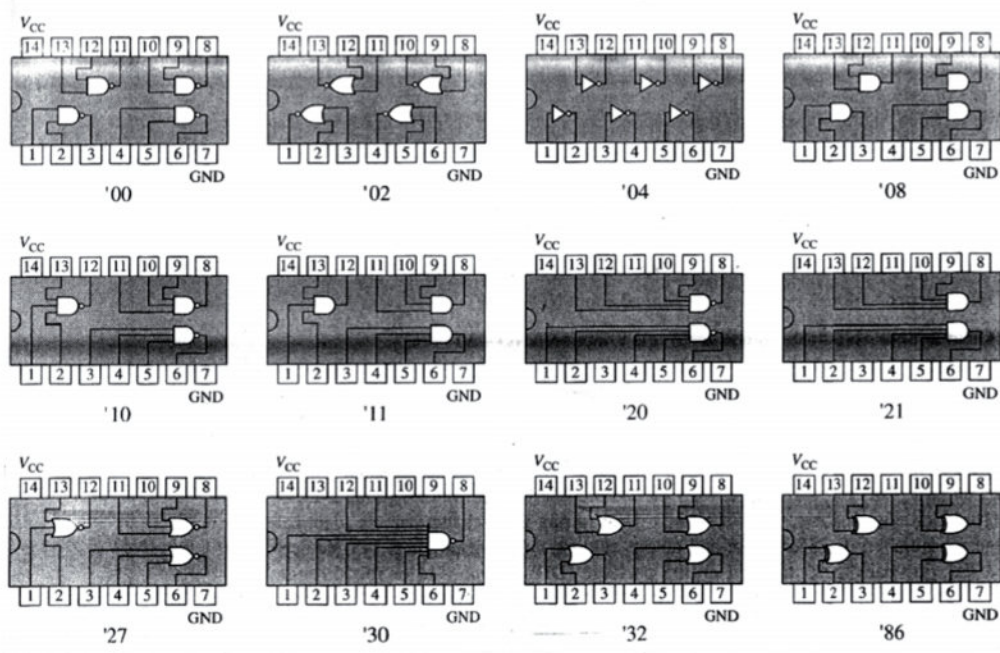 VCC VCC VCC VCC
14 13 12 11 10 9 8 14 13 12 11 10 9 8 14 13 12 11 10 9 8 14 13 12 11 10 9 8
1 2 3 4 5 6 7 1 2 3 4 5 6 7 1 2 3 4 5 6 7 1 2 3 4 5 6 7
GND GND GND GND
'00 '02 '04 '08
VCC VCC VCC VCC
14 13 12 11 10 9 8 14 13 12 11 10 9 8 14 13 12 11 10 9 8 14 13 12 11 10 9 8
1 2 3 4 5 6 7 1 2 3 4 5 6 7 1 2 3 4 5 6 7 1 2 3 4 5 6 7
GND GND GND GND
'10 '11 '20 '21
VCC VCC VCC VCC
14 13 12 11 10 9 8 14 13 12 11 10 9 8 14 13 12 11 10 9 8 14 13 12 11 10 9 8
1 2 3 4 5 6 7 1 2 3 4 5 6 7 1 2 3 4 5 6 7 1 2 3 4 5 6 7
GND GND GND GND
'27 '30 '32 '86